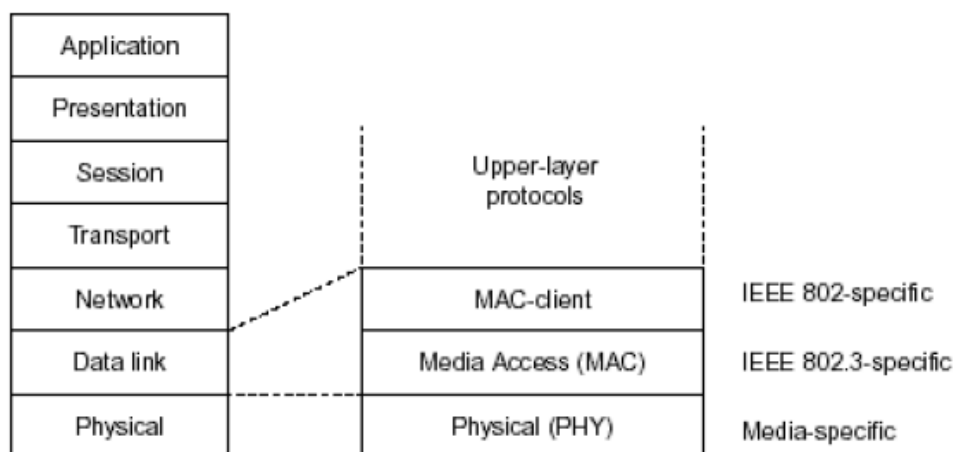 Application
Presentation
Session
Transport
Network
Data link
Physical
Upper-layer
protocols
MAC-client
Media Access (MAC)
Physical (PHY)
IEEE 802-specific
IEEE 802.3-specific
Media-specific